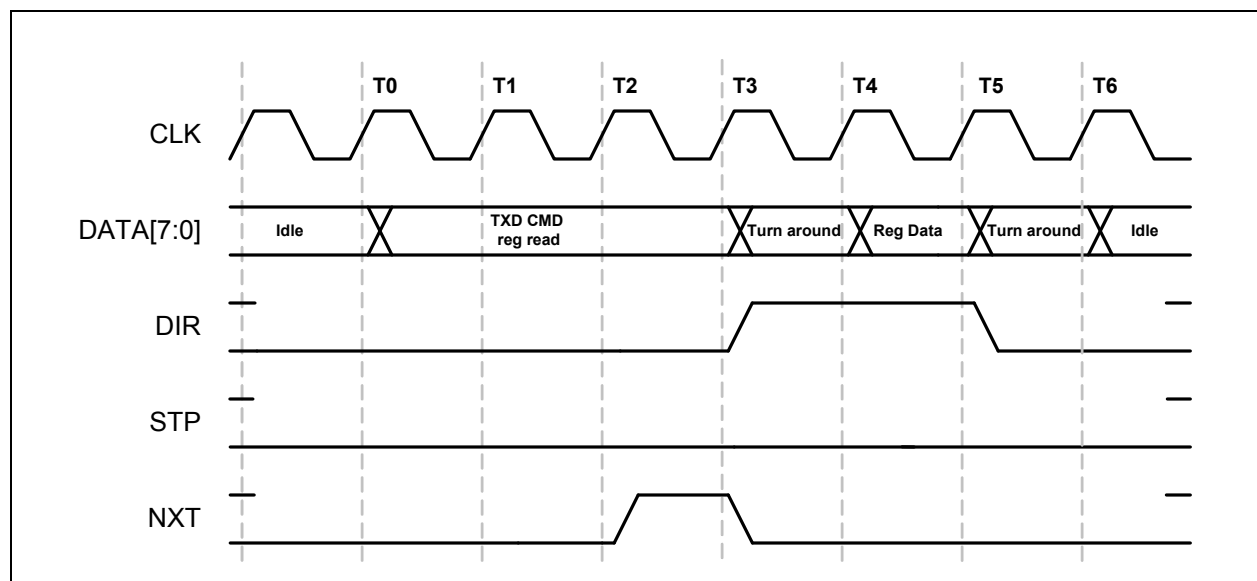 T0 T1 T2 T3 T4 T5 T6
CLK
DATA[7:0]
Idle
TXD CMD
reg read
Turn around
Reg Data
Turn around
Idle
DIR
STP
NXT